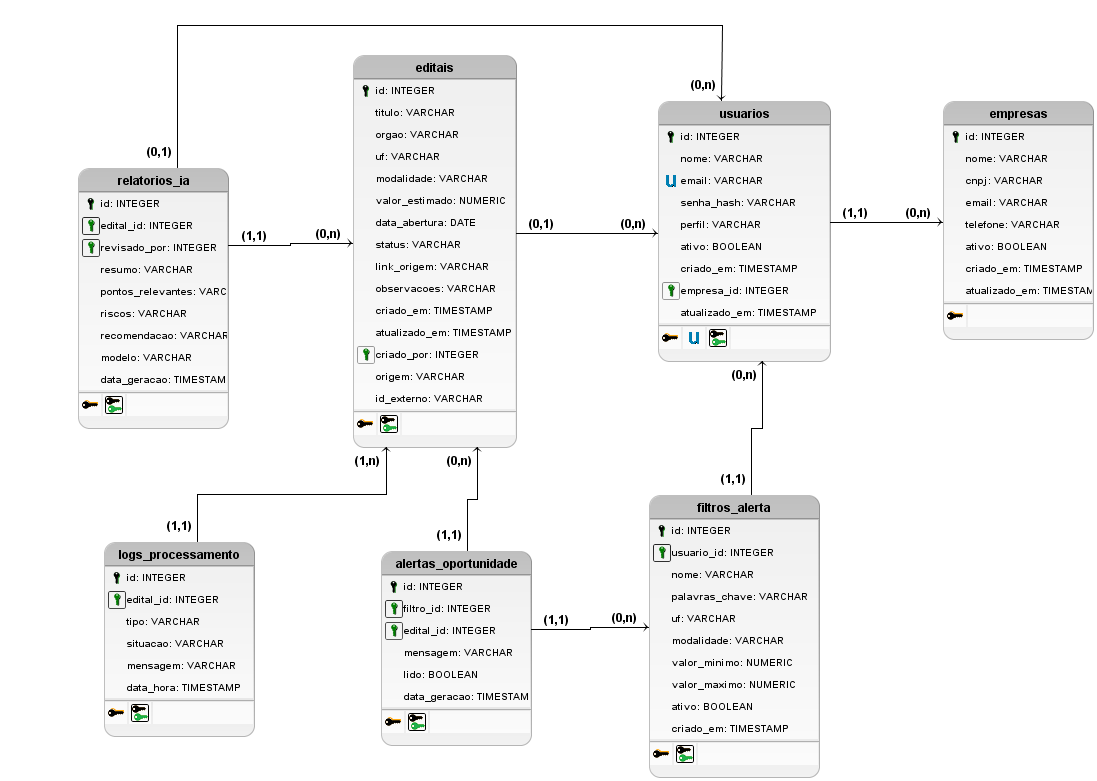 (0,1)
(0,n)
relatorios_ia
id: INTEGER
edital_id: INTEGER
revisado_por: INTEGER
resumo: VARCHAR
pontos_relevantes: VARC
riscos: VARCHAR
recomendacao: VARCHAR
modelo: VARCHAR
data_geracao: TIMESTAM
(1,1)
(0,n)
editais
id: INTEGER
titulo: VARCHAR
orgao: VARCHAR
uf: VARCHAR
modalidade: VARCHAR
valor_estimado: NUMERIC
data_abertura: DATE
status: VARCHAR
link_origem: VARCHAR
observacoes: VARCHAR
criado_em: TIMESTAMP
atualizado_em: TIMESTAMP
criado_por: INTEGER
origem: VARCHAR
id_externo: VARCHAR
(0,1)
(0,n)
usuarios
id: INTEGER
nome: VARCHAR
U email: VARCHAR
senha_hash: VARCHAR
perfil: VARCHAR
ativo: BOOLEAN
criado_em: TIMESTAMP
empresa_id: INTEGER
atualizado_em: TIMESTAMP
U
(1,1)
(0,n)
empresas
id: INTEGER
nome: VARCHAR
cnpj: VARCHAR
email: VARCHAR
telefone: VARCHAR
ativo: BOOLEAN
criado_em: TIMESTAMP
atualizado_em: TIMESTAM
(1,n)
(0,n)
(0,n)
(1,1)
(1,1)
(1,1)
logs_processamento
id: INTEGER
edital_id: INTEGER
tipo: VARCHAR
situacao: VARCHAR
mensagem: VARCHAR
data_hora: TIMESTAMP
alertas_oportunidade
id: INTEGER
filtro_id: INTEGER
edital_id: INTEGER
mensagem: VARCHAR
lido: BOOLEAN
data_geracao: TIMESTAM
(1,1)
(0,n)
filtros_alerta
id: INTEGER
usuario_id: INTEGER
nome: VARCHAR
palavras_chave: VARCHAR
uf: VARCHAR
modalidade: VARCHAR
valor_minimo: NUMERIC
valor_maximo: NUMERIC
ativo: BOOLEAN
criado_em: TIMESTAMP